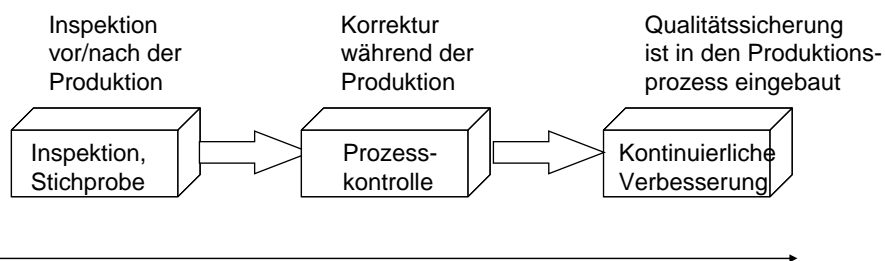 Inspektion
vor/nach der
Produktion
Korrektur
während der
Produktion
Qualitätssicherung
ist in den Produktions-
prozess eingebaut
Inspektion,
Stichprobe
Prozess-
kontrolle
Kontinuierliche
Verbesserung